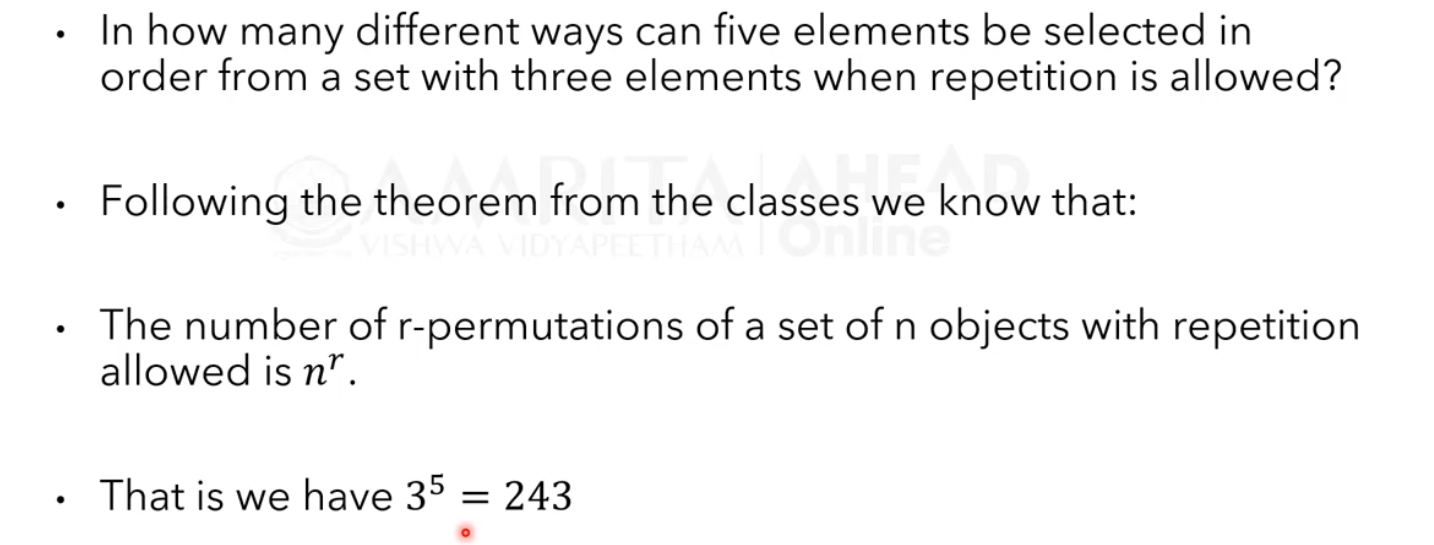 • In how many different ways can five elements be selected in
order from a set with three elements when repetition is allowed?
AMRITA | AHEAD
VISHWA VIDYAPEETHAM | Online
• Following the theorem from the classes we know that:
• The number of r-permutations of a set of n objects with repetition
allowed is nʳ.
• That is we have 3⁵ = 243